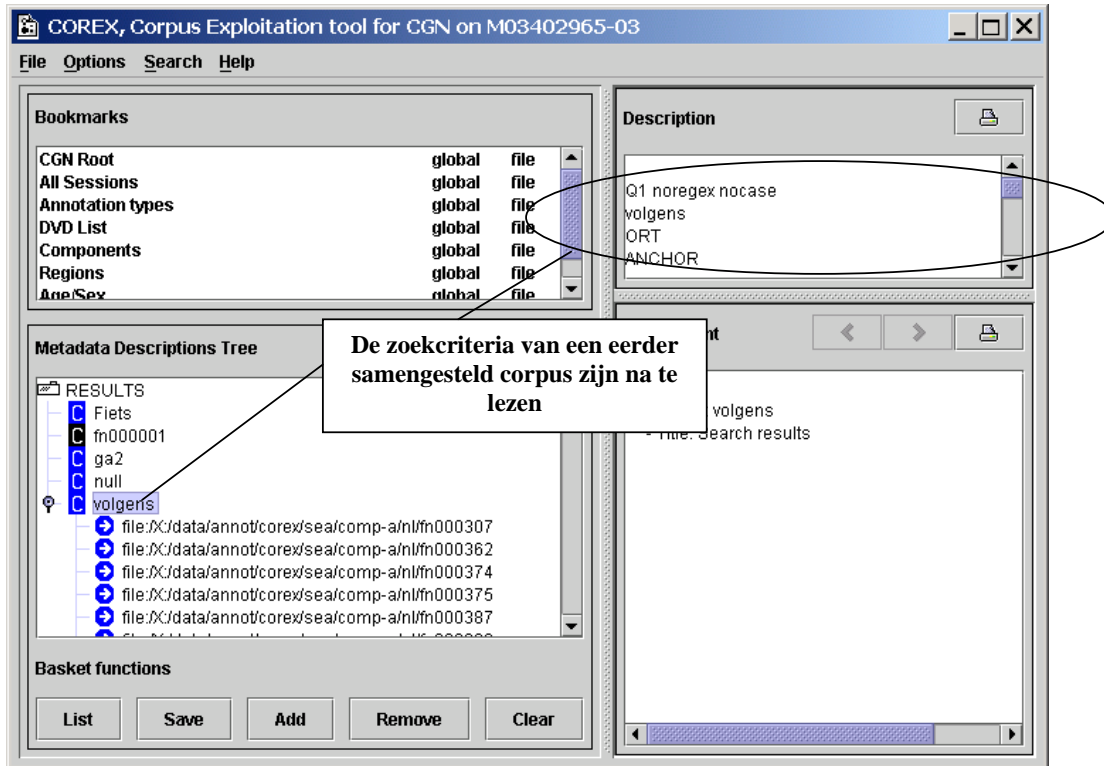 COREX, Corpus Exploitation tool for CGN on M03402965-03
File Options Search Help
Bookmarks
CGN Root global file
All Sessions global file
Annotation types global file
DVD List global file
Components global file
Regions global file
Age/Sex global file
Metadata Descriptions Tree
RESULTS
C Fiets
C fn000001
C ga2
C null
C volgens
file:/X:/data/annot/corex/sea/comp-a/nl/fn000307
file:/X:/data/annot/corex/sea/comp-a/nl/fn000362
file:/X:/data/annot/corex/sea/comp-a/nl/fn000374
file:/X:/data/annot/corex/sea/comp-a/nl/fn000375
file:/X:/data/annot/corex/sea/comp-a/nl/fn000387
Basket functions
List Save Add Remove Clear
De zoekcriteria van een eerder
samengesteld corpus zijn na te
lezen
Description
Q1 noregex nocase
volgens
ORT
ANCHOR
volgens
- Title: Search results